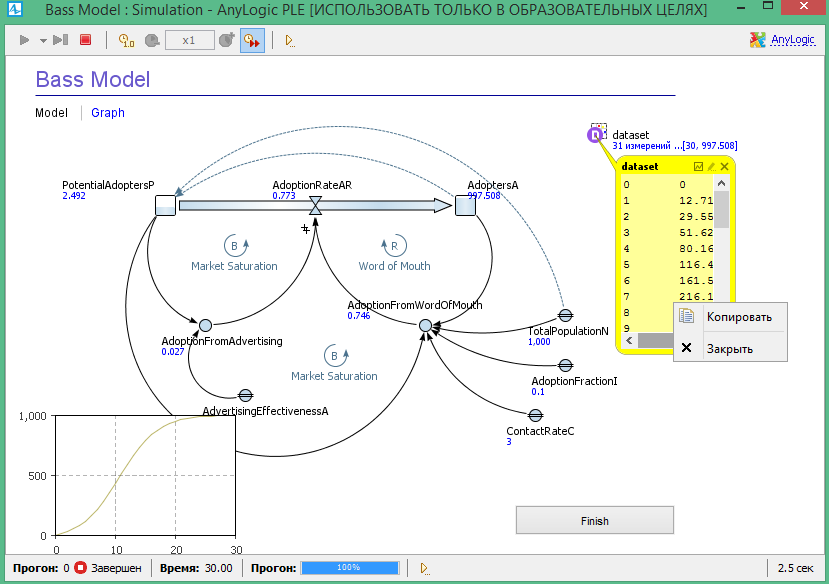 Bass Model : Simulation - AnyLogic PLE [ИСПОЛЬЗОВАТЬ ТОЛЬКО В ОБРАЗОВАТЕЛЬНЫХ ЦЕЛЯХ]
1.0
x1
AnyLogic
Bass Model
Model
Graph
dataset
31 измерений ...[30, 997.508]
dataset
0 0
1 12.71
2 29.55
3 51.62
4 80.16
5 116.4
6 161.5
7 216.1
8
9
Копировать
Закрыть
PotentialAdoptersP
2.492
AdoptionRateAR
0.773
AdoptersA
997.508
B
Market Saturation
R
Word of Mouth
AdoptionFromWordOfMouth
0.746
AdoptionFromAdvertising
0.027
TotalPopulationN
1,000
B
Market Saturation
AdoptionFractionI
0.1
AdvertisingEffectivenessA
ContactRateC
3
1,000
500
0
0 10 20 30
Finish
Прогон: 0 Завершен Время: 30.00 Прогон: 100% 2.5 сек